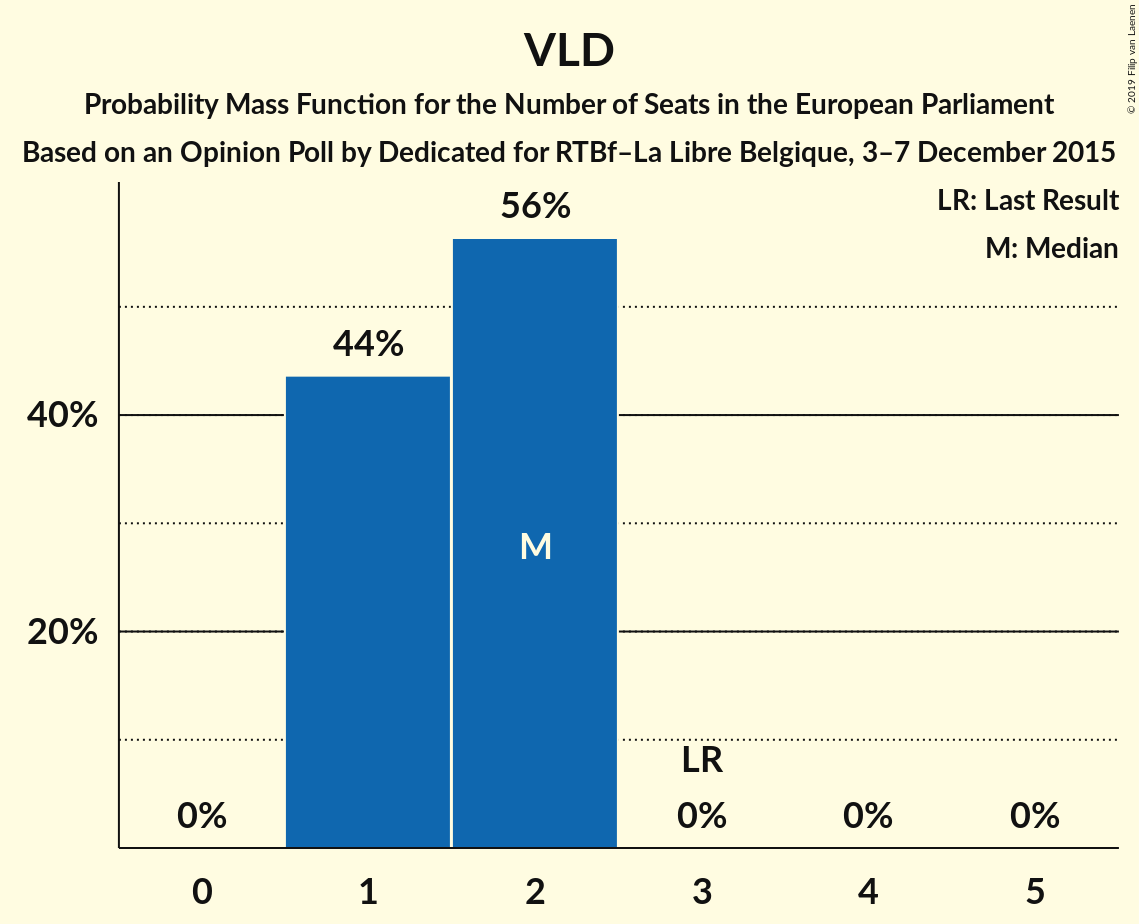 VLD
Probability Mass Function for the Number of Seats in the European Parliament
Based on an Opinion Poll by Dedicated for RTBf–La Libre Belgique, 3–7 December 2015
© 2019 Filip van Laenen
LR: Last Result
M: Median
56%
44%
40%
M
20%
LR
0% 0% 0% 0%
0 1 2 3 4 5